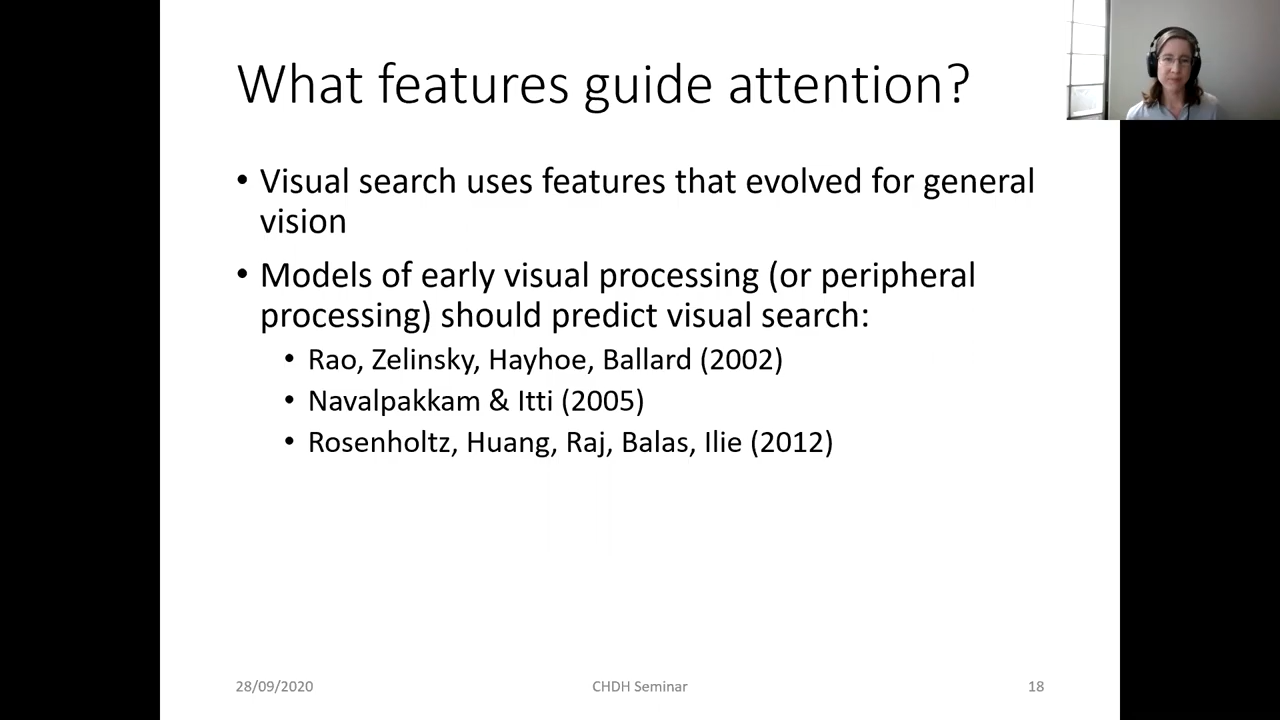 What features guide attention?
• Visual search uses features that evolved for general
vision
• Models of early visual processing (or peripheral
processing) should predict visual search:
• Rao, Zelinsky, Hayhoe, Ballard (2002)
• Navalpakkam & Itti (2005)
• Rosenholtz, Huang, Raj, Balas, Ilie (2012)
28/09/2020
CHDH Seminar
18